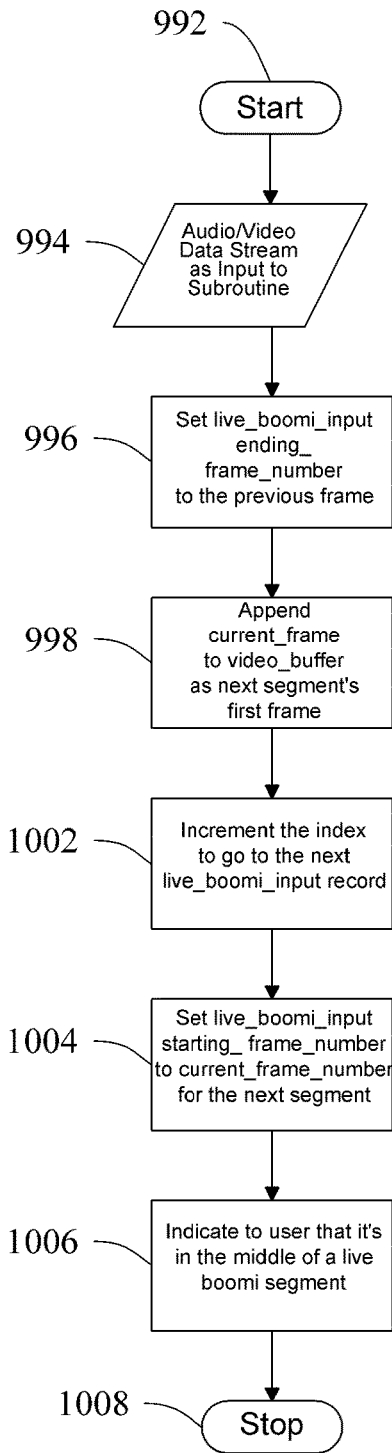 992
Start
994
Audio/Video
Data Stream
as Input to
Subroutine
996
Set live_boomi_input
ending_
frame_number
to the previous frame
998
Append
current_frame
to video_buffer
as next segment's
first frame
1002
Increment the index
to go to the next
live_boomi_input record
1004
Set live_boomi_input
starting_ frame_number
to current_frame_number
for the next segment
1006
Indicate to user that it's
in the middle of a live
boomi segment
1008
Stop